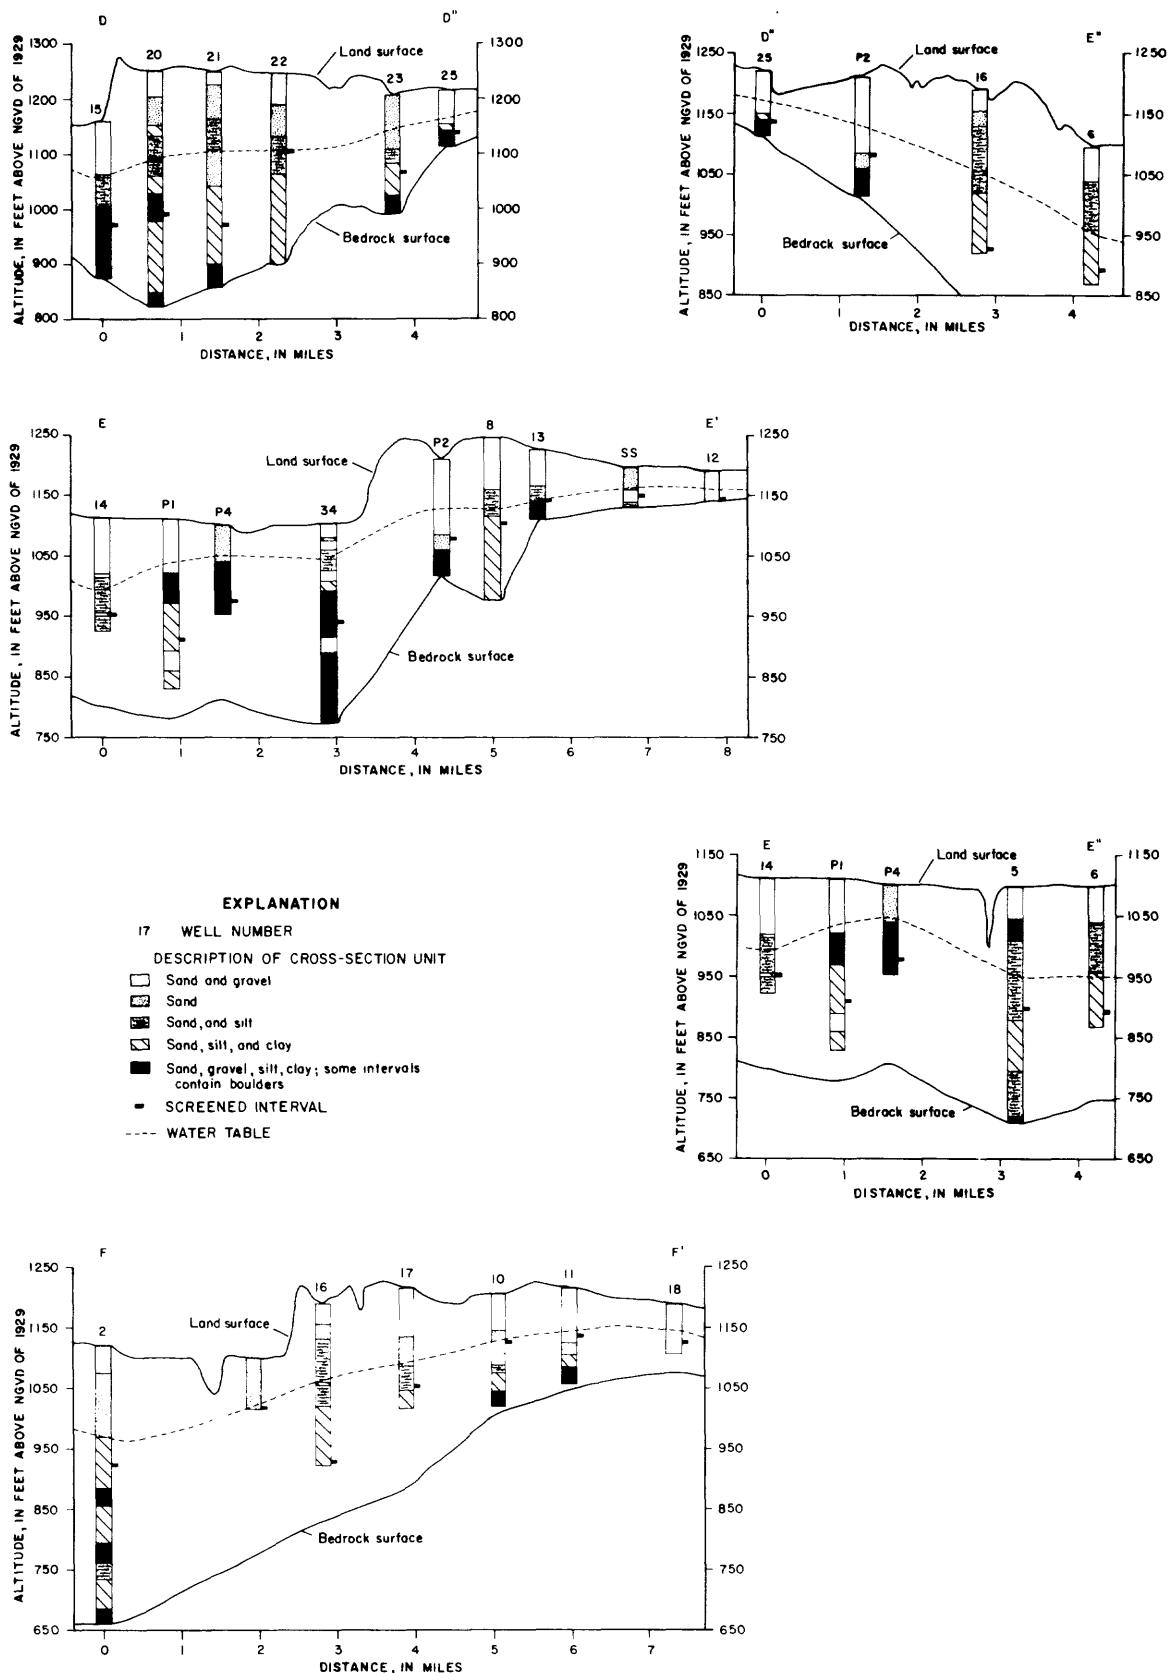 D D"
ALTITUDE, IN FEET ABOVE NGVD OF 1929
1300 1200 1100 1000 900 800
15 20 21 22 23 25
Land surface
Bedrock surface
1300 1200 1100 1000 900 800
0 1 2 3 4
DISTANCE, IN MILES
D" E"
ALTITUDE, IN FEET ABOVE NGVD OF 1929
1250 1150 1050 950 850
25 P2 16 6
Land surface
Bedrock surface
1250 1150 1050 950 850
0 1 2 3 4
DISTANCE, IN MILES
E E'
ALTITUDE, IN FEET ABOVE NGVD OF 1929
1250 1150 1050 950 850 750
14 P1 P4 34 P2 8 13 SS 12
Land surface
Bedrock surface
1250 1150 1050 950 850 750
0 1 2 3 4 5 6 7 8
DISTANCE, IN MILES
EXPLANATION
17 WELL NUMBER
DESCRIPTION OF CROSS-SECTION UNIT
Sand and gravel
Sand
Sand, and silt
Sand, silt, and clay
Sand, gravel, silt, clay; some intervals
contain boulders
SCREENED INTERVAL
WATER TABLE
E E"
ALTITUDE, IN FEET ABOVE NGVD OF 1929
1150 1050 950 850 750 650
14 P1 P4 5 6
Land surface
Bedrock surface
1150 1050 950 850 750 650
0 1 2 3 4
DISTANCE, IN MILES
F F'
ALTITUDE, IN FEET ABOVE NGVD OF 1929
1250 1150 1050 950 850 750 650
2 16 17 10 11 18
Land surface
Bedrock surface
1250 1150 1050 950 850 750 650
0 1 2 3 4 5 6 7
DISTANCE, IN MILES